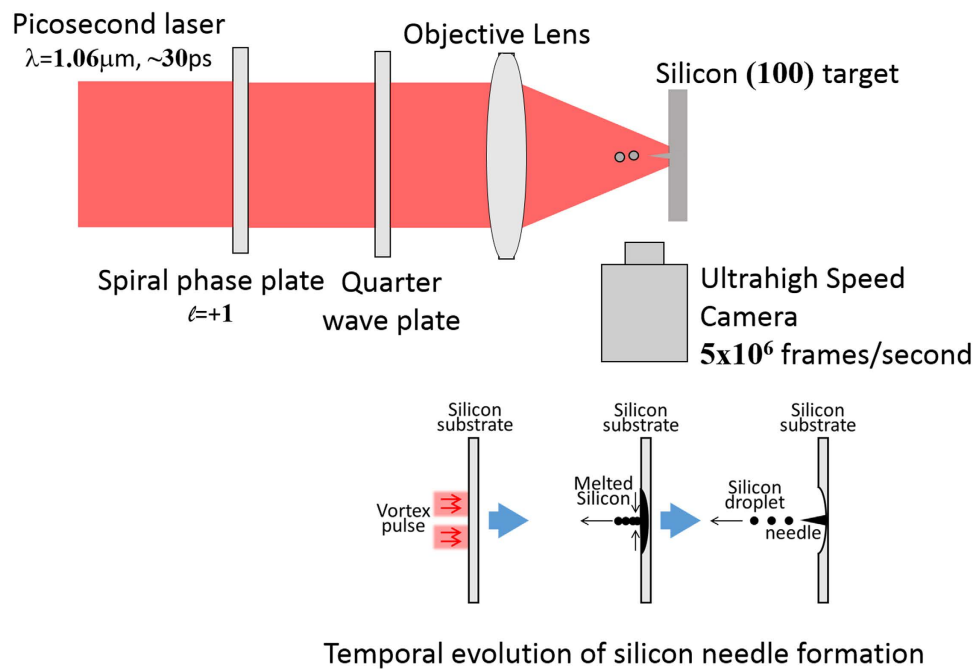 Picosecond laser
λ=1.06μm, ~30ps
Objective Lens
Silicon (100) target
Spiral phase plate
ℓ=+1
Quarter
wave plate
Ultrahigh Speed
Camera
5x10⁶ frames/second
Silicon
substrate
Vortex
pulse
Silicon
substrate
Melted
Silicon
Silicon
substrate
Silicon
droplet
needle
Temporal evolution of silicon needle formation